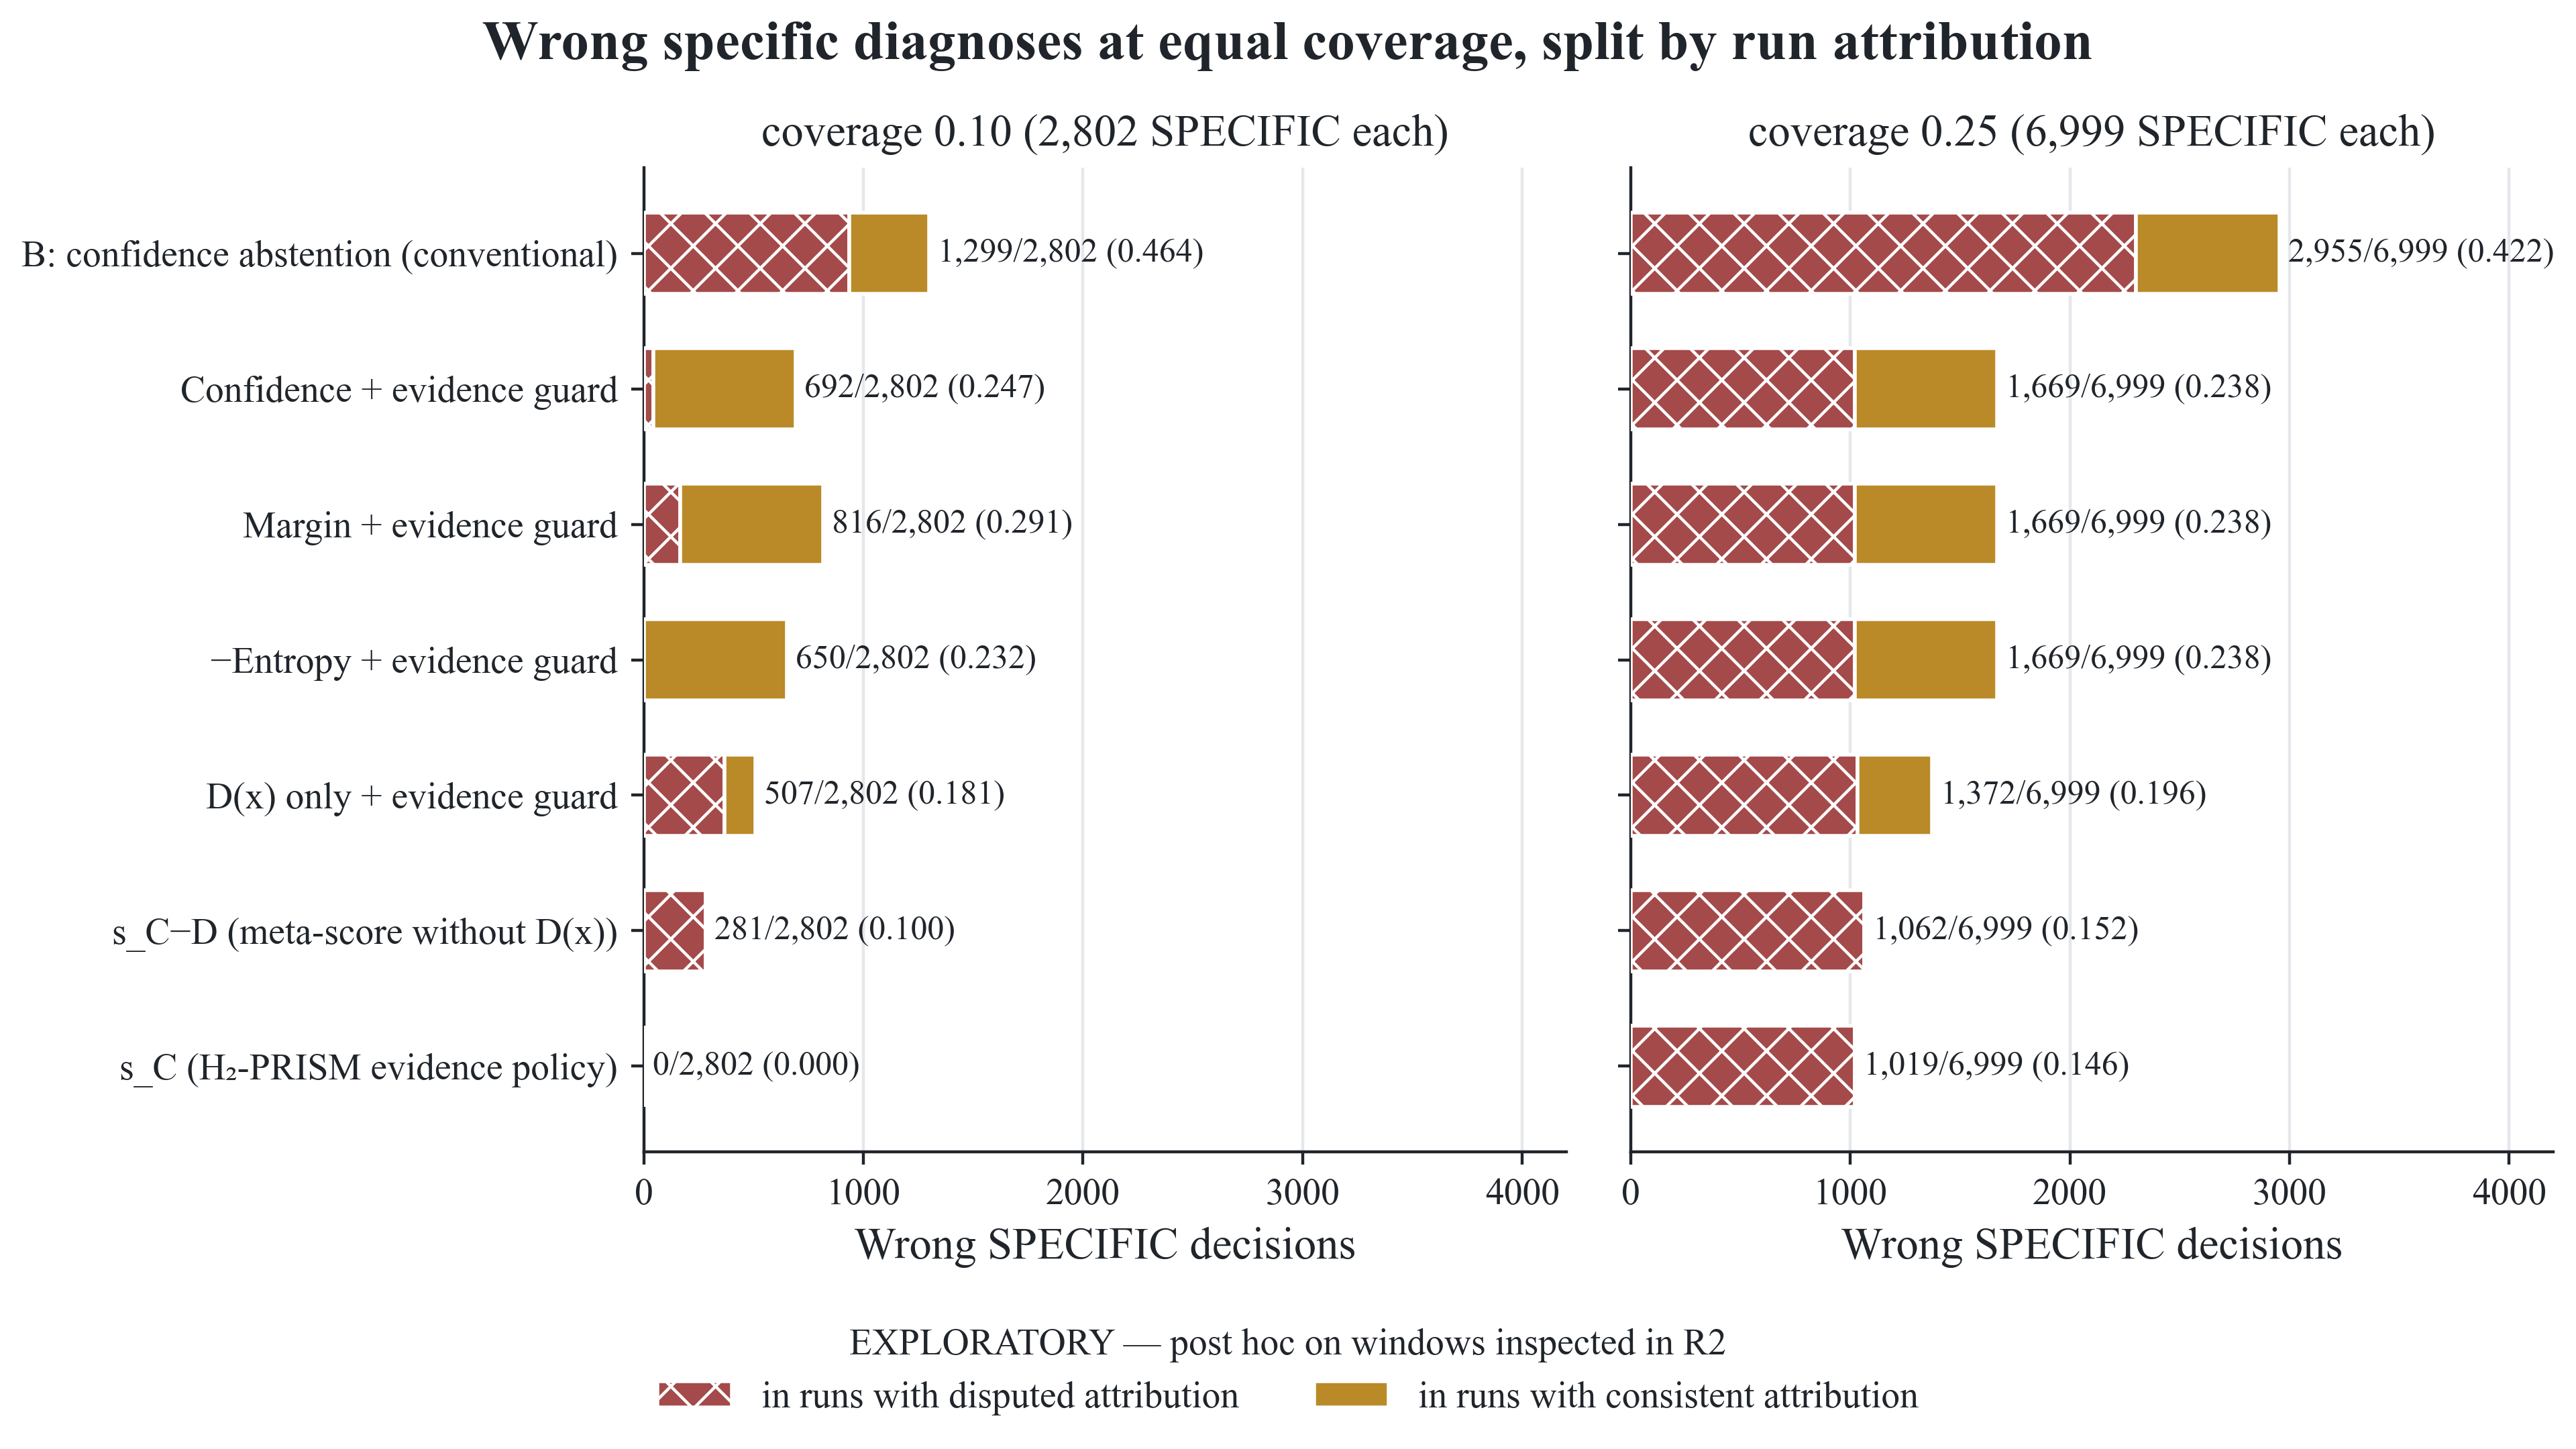 Wrong specific diagnoses at equal coverage, split by run attribution
coverage 0.10 (2,802 SPECIFIC each)
B: confidence abstention (conventional)
1,299/2,802 (0.464)
Confidence + evidence guard
692/2,802 (0.247)
Margin + evidence guard
816/2,802 (0.291)
−Entropy + evidence guard
650/2,802 (0.232)
D(x) only + evidence guard
507/2,802 (0.181)
s_C−D (meta-score without D(x))
281/2,802 (0.100)
s_C (H₂-PRISM evidence policy)
0/2,802 (0.000)
0 1000 2000 3000 4000
Wrong SPECIFIC decisions
coverage 0.25 (6,999 SPECIFIC each)
2,955/6,999 (0.422)
1,669/6,999 (0.238)
1,669/6,999 (0.238)
1,669/6,999 (0.238)
1,372/6,999 (0.196)
1,062/6,999 (0.152)
1,019/6,999 (0.146)
0 1000 2000 3000 4000
Wrong SPECIFIC decisions
EXPLORATORY — post hoc on windows inspected in R2
in runs with disputed attribution
in runs with consistent attribution